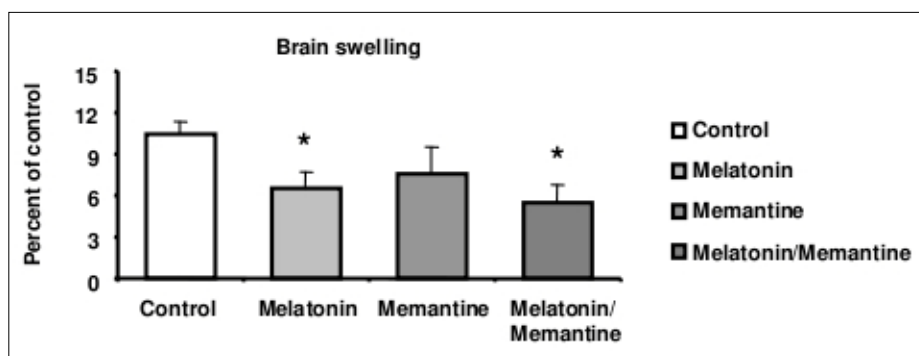 Brain swelling
Percent of control
15
12
9
6
3
0
*
*
Control
Melatonin
Memantine
Melatonin/
Memantine
Control
Melatonin
Memantine
Melatonin/Memantine